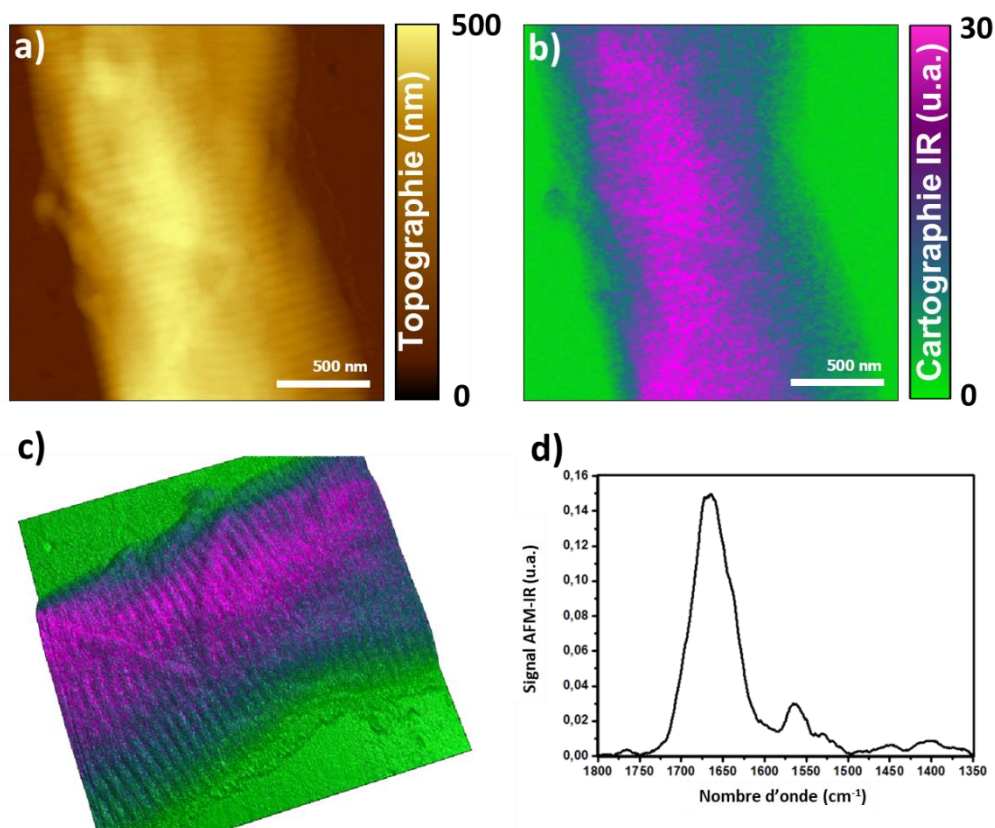 a)
500
Topographie (nm)
500 nm
0
b)
30
Cartographie IR (u.a.)
500 nm
0
c)
d)
Signal AFM-IR (u.a.)
0,16
0,14
0,12
0,10
0,08
0,06
0,04
0,02
0,00
1800 1750 1700 1650 1600 1550 1500 1450 1400 1350
Nombre d’onde (cm⁻¹)